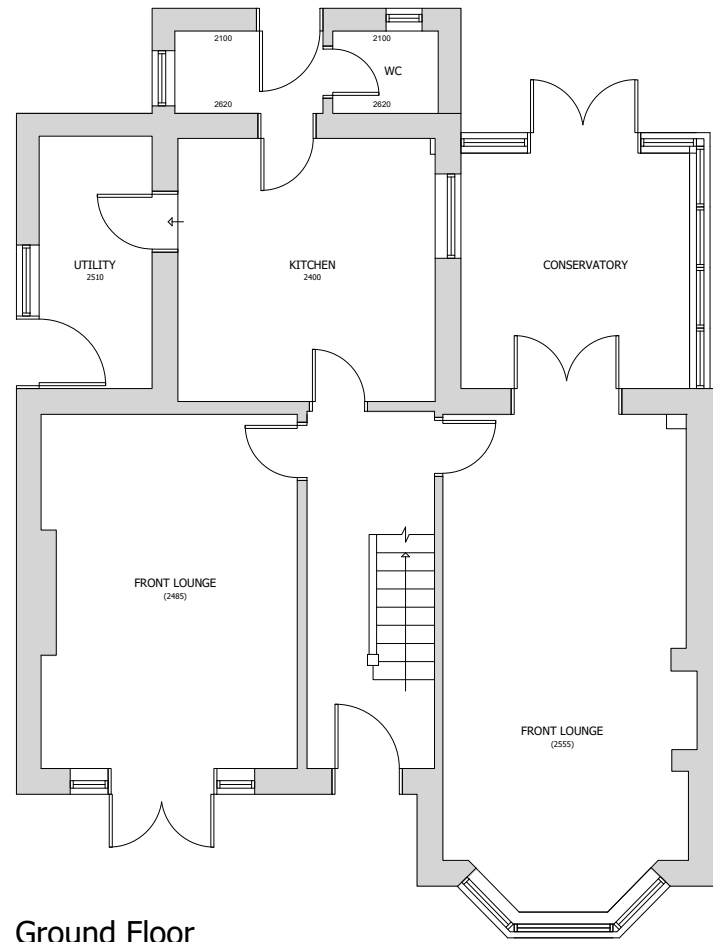 2100
2100
WC
2620
2620
UTILITY
2510
KITCHEN
2400
CONSERVATORY
FRONT LOUNGE
(2485)
FRONT LOUNGE
(2555)
Ground Floor